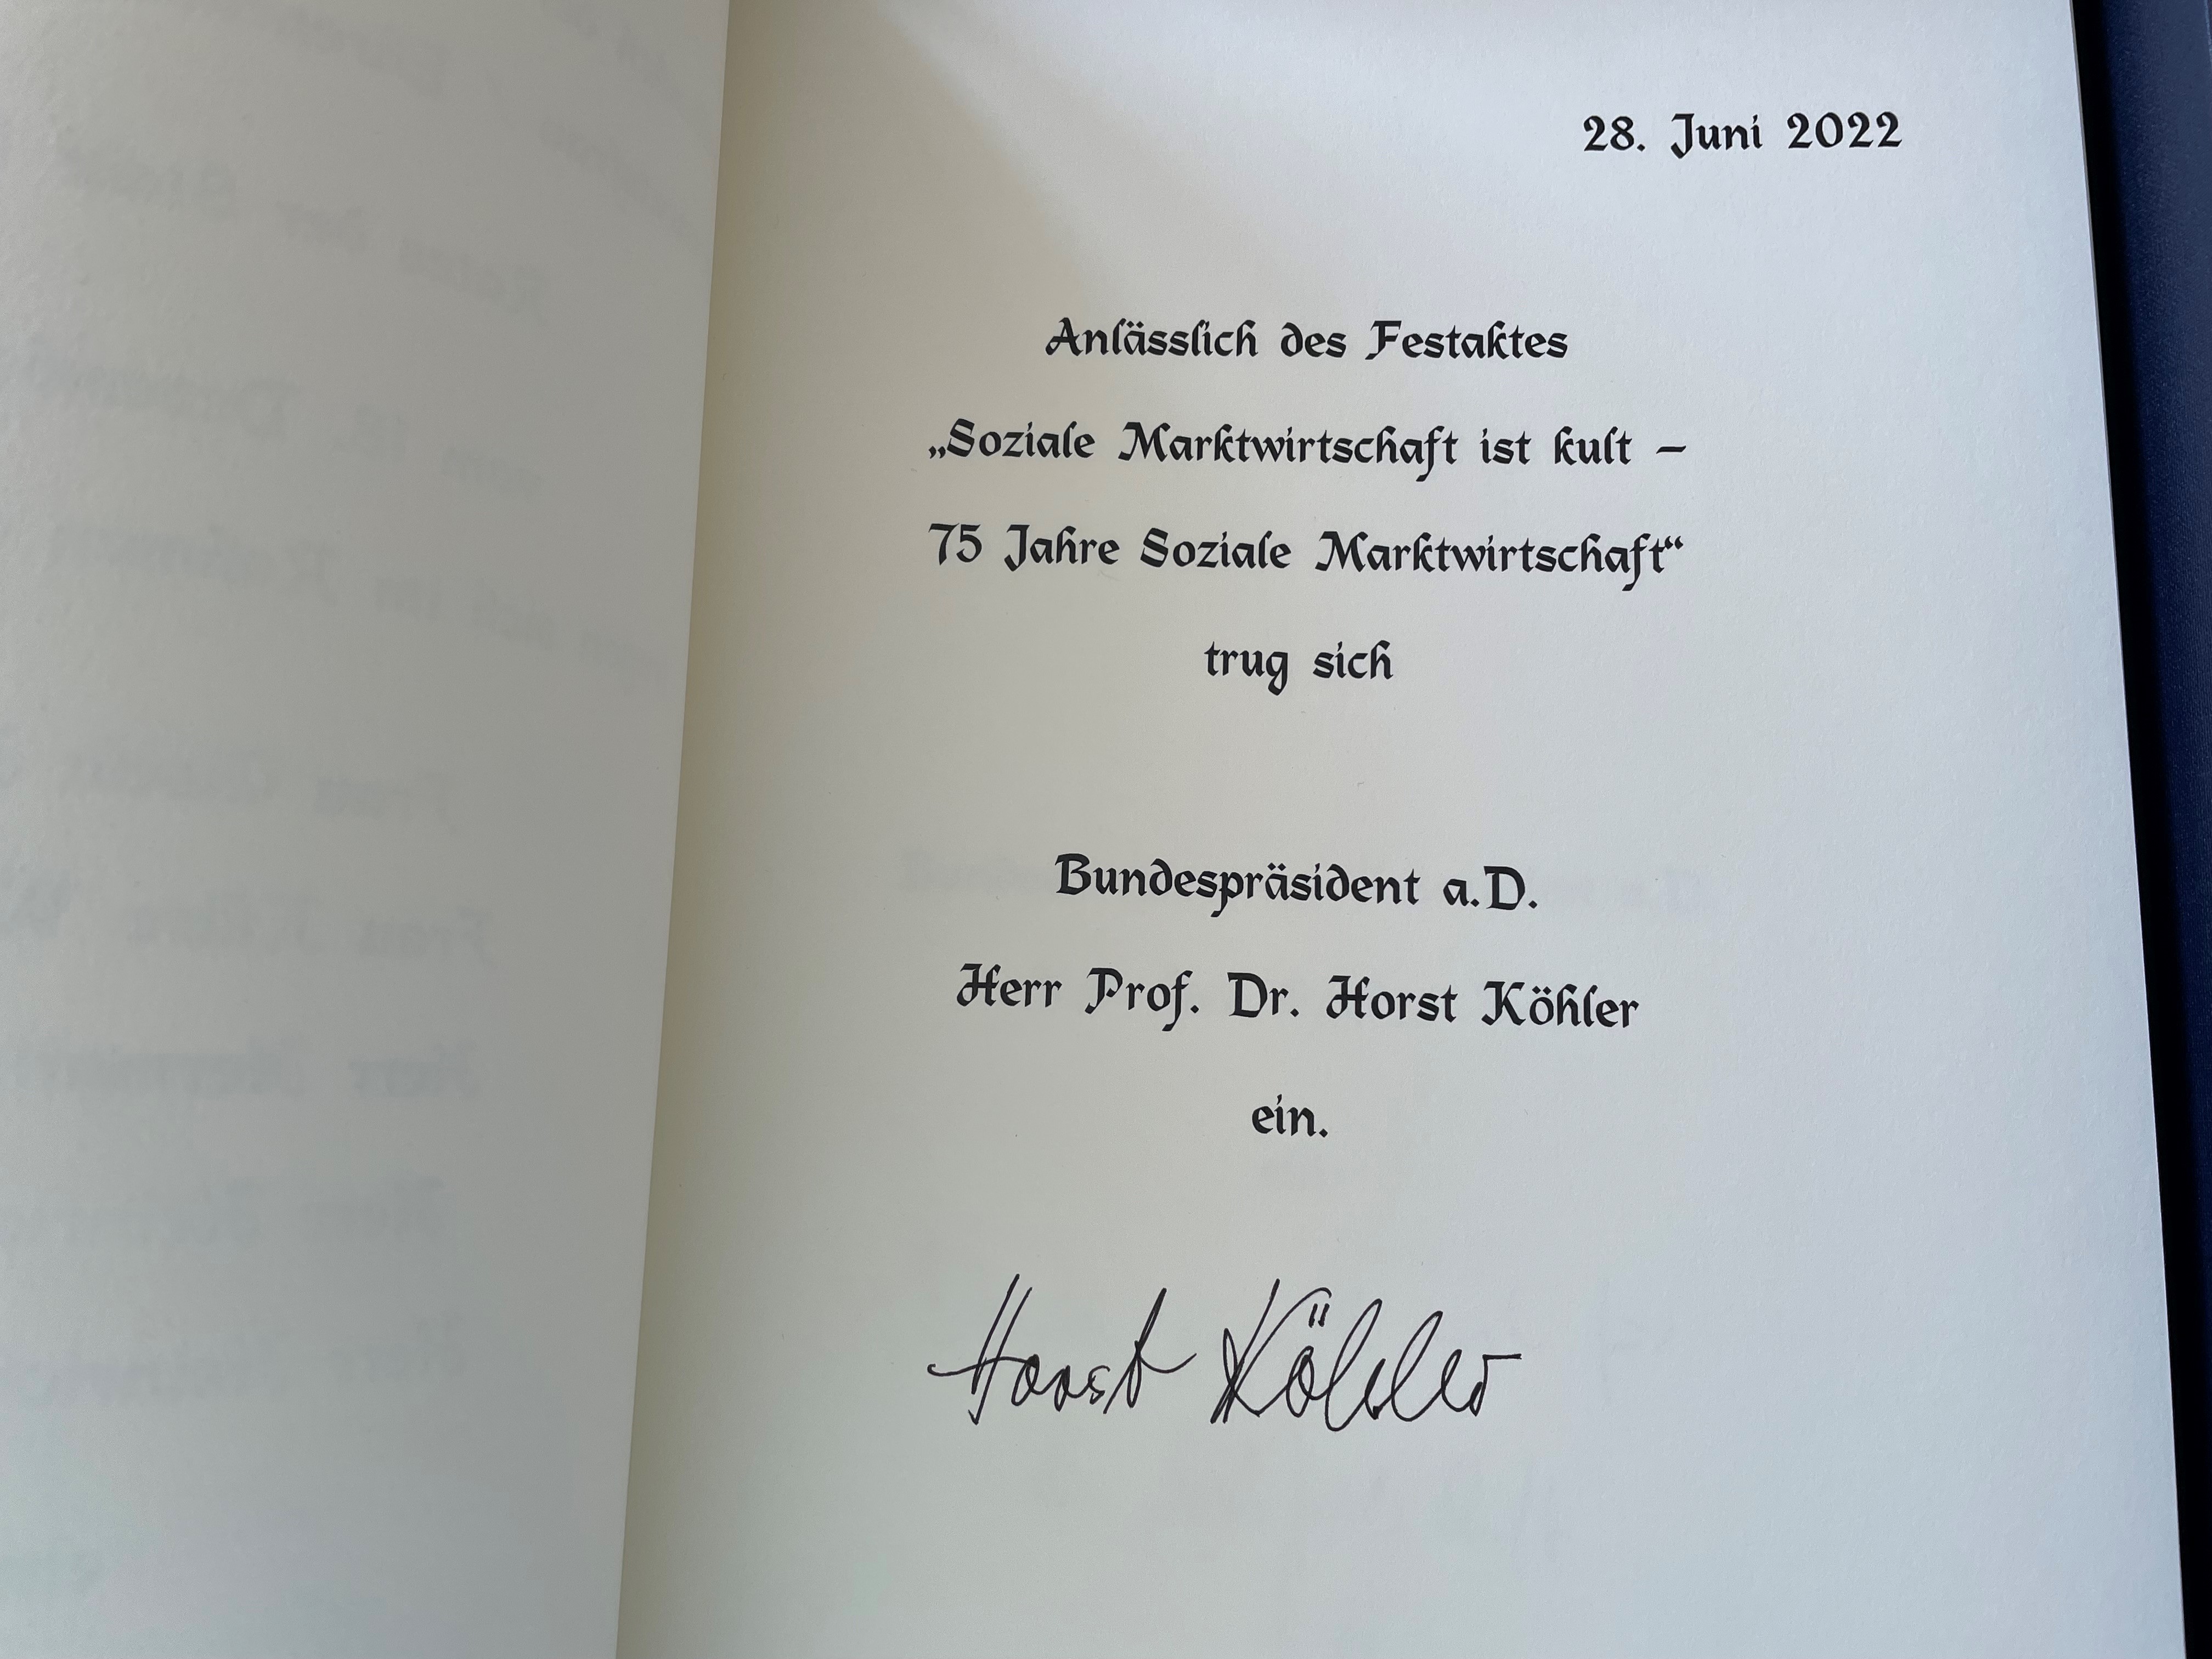 28. Juni 2022
Anlässlich des Festaktes
„Soziale Marktwirtschaft ist kult –
75 Jahre Soziale Marktwirtschaft“
trug sich
Bundespräsident a.D.
Herr Prof. Dr. Horst Köhler
ein.
Horst Köhler